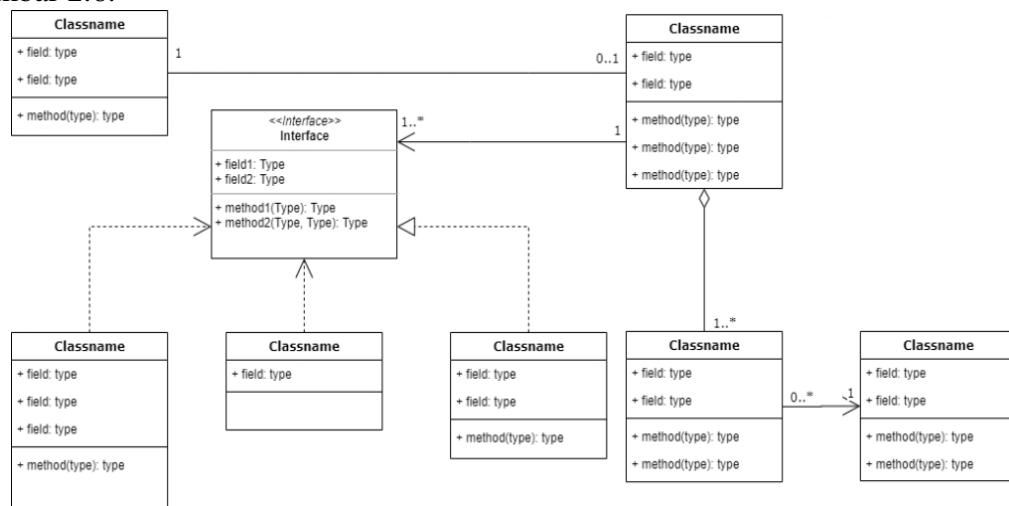 Classname
+ field: type
+ field: type
+ method(type): type
1
0..1
Classname
+ field: type
+ field: type
+ method(type): type
+ method(type): type
+ method(type): type
<<Interface>>
Interface
+ field1: Type
+ field2: Type
+ method1(Type): Type
+ method2(Type, Type): Type
1..*
1
1..*
Classname
+ field: type
+ field: type
+ field: type
+ method(type): type
Classname
+ field: type
Classname
+ field: type
+ field: type
+ method(type): type
Classname
+ field: type
+ field: type
+ method(type): type
+ method(type): type
0..*
1
Classname
+ field: type
+ field: type
+ method(type): type
+ method(type): type